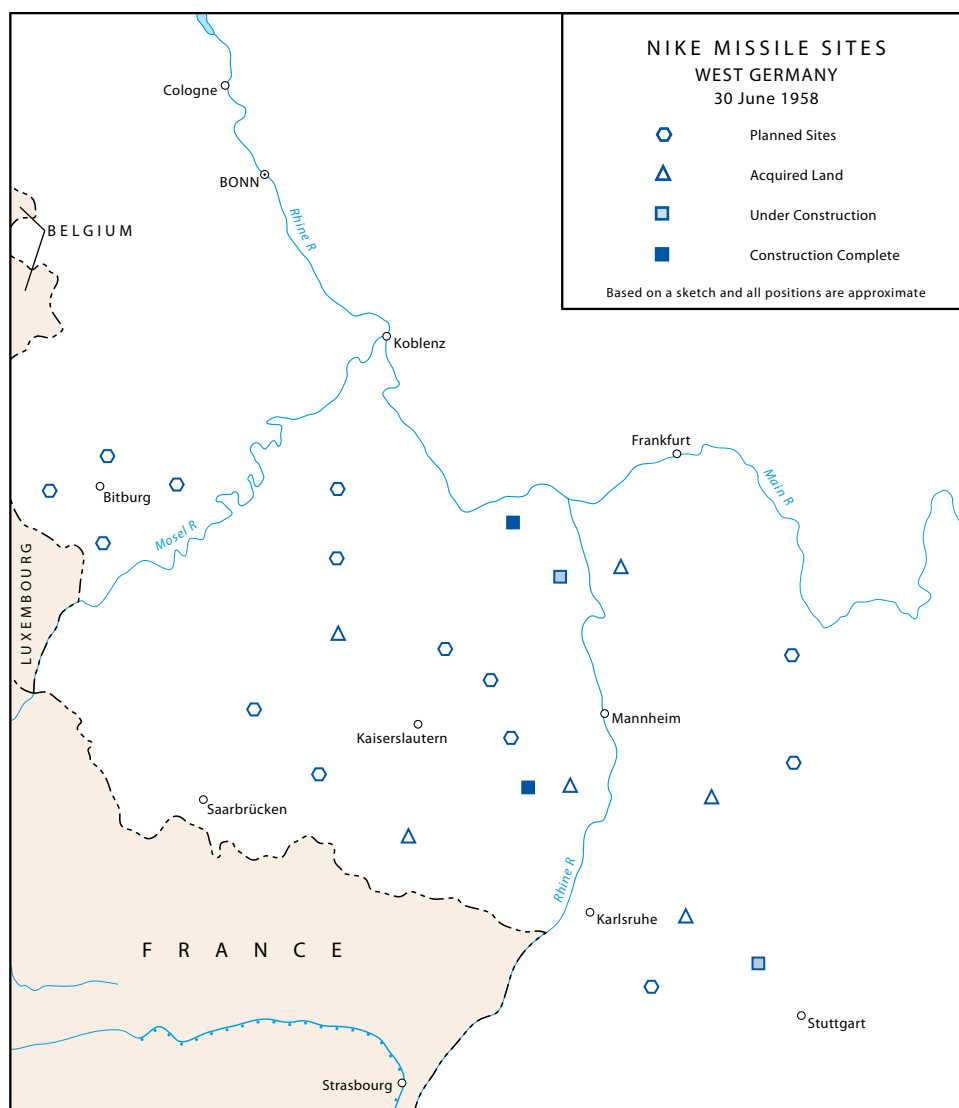 NIKE MISSILE SITES
WEST GERMANY
30 June 1958
Planned Sites
Acquired Land
Under Construction
Construction Complete
Based on a sketch and all positions are approximate
Cologne
BONN
Rhine R
BELGIUM
Koblenz
Frankfurt
Main R
Bitburg
Mosel R
LUXEMBOURG
Mannheim
Kaiserslautern
Saarbrücken
Rhine R
Karlsruhe
FRANCE
Stuttgart
Strasbourg